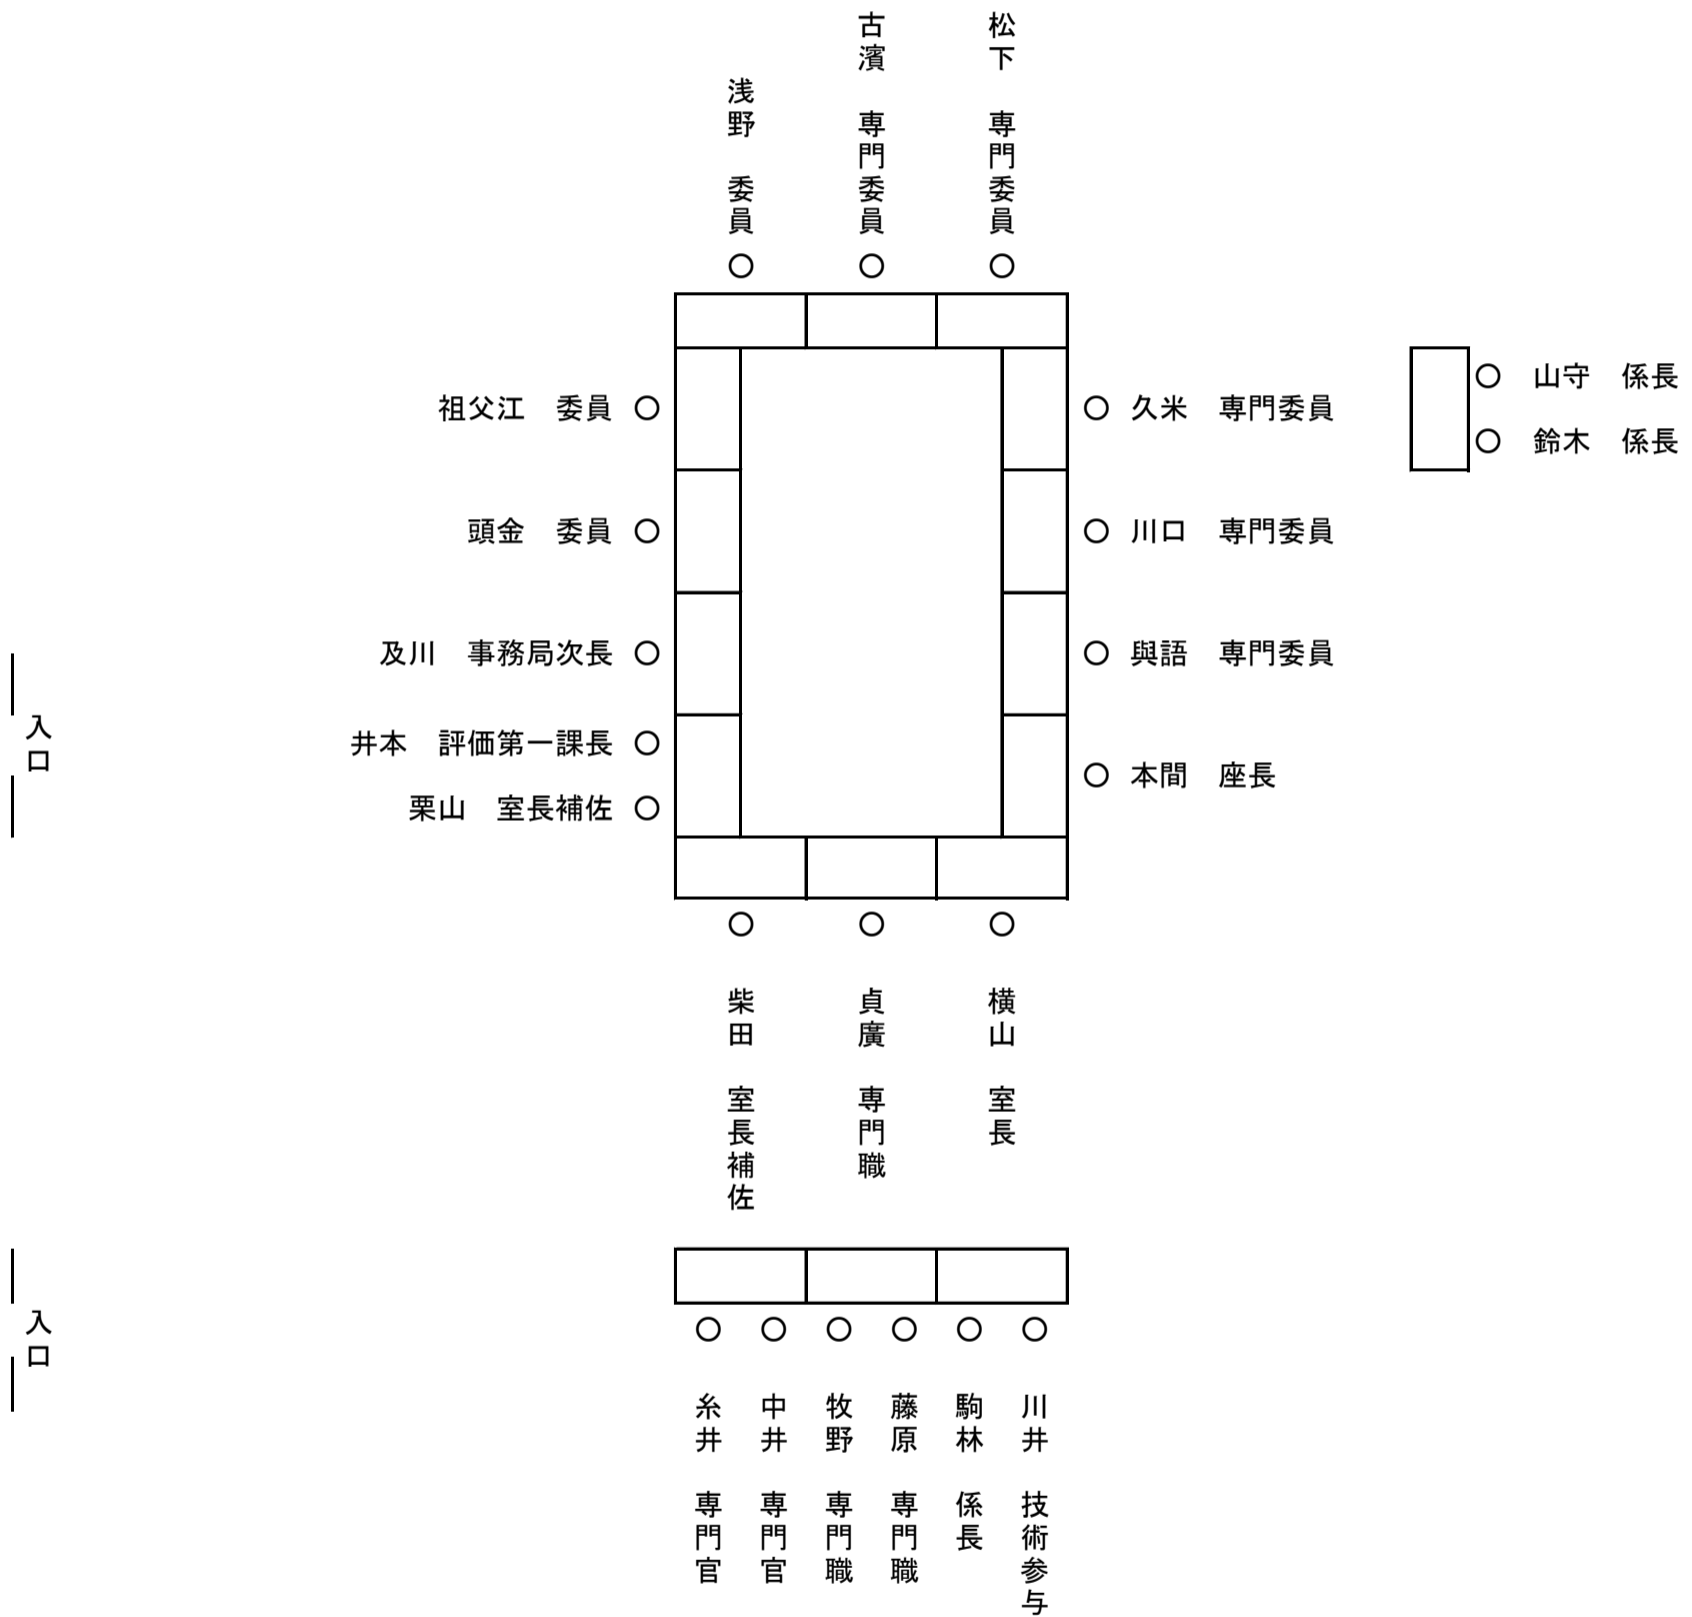 松下　専門委員
古濱　専門委員
浅野　委員
祖父江　委員
頭金　委員
及川　事務局次長
井本　評価第一課長
栗山　室長補佐
久米　専門委員
川口　専門委員
與語　専門委員
本間　座長
山守　係長
鈴木　係長
入口
横山　室長
貞廣　専門職
柴田　室長補佐
入口
川井　技術参与
駒林　係長
藤原　専門職
牧野　専門職
中井　専門官
糸井　専門官